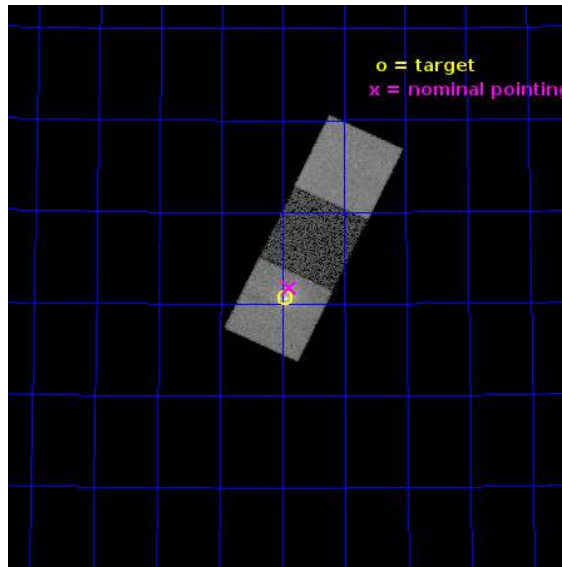 o = target
x = nominal pointing